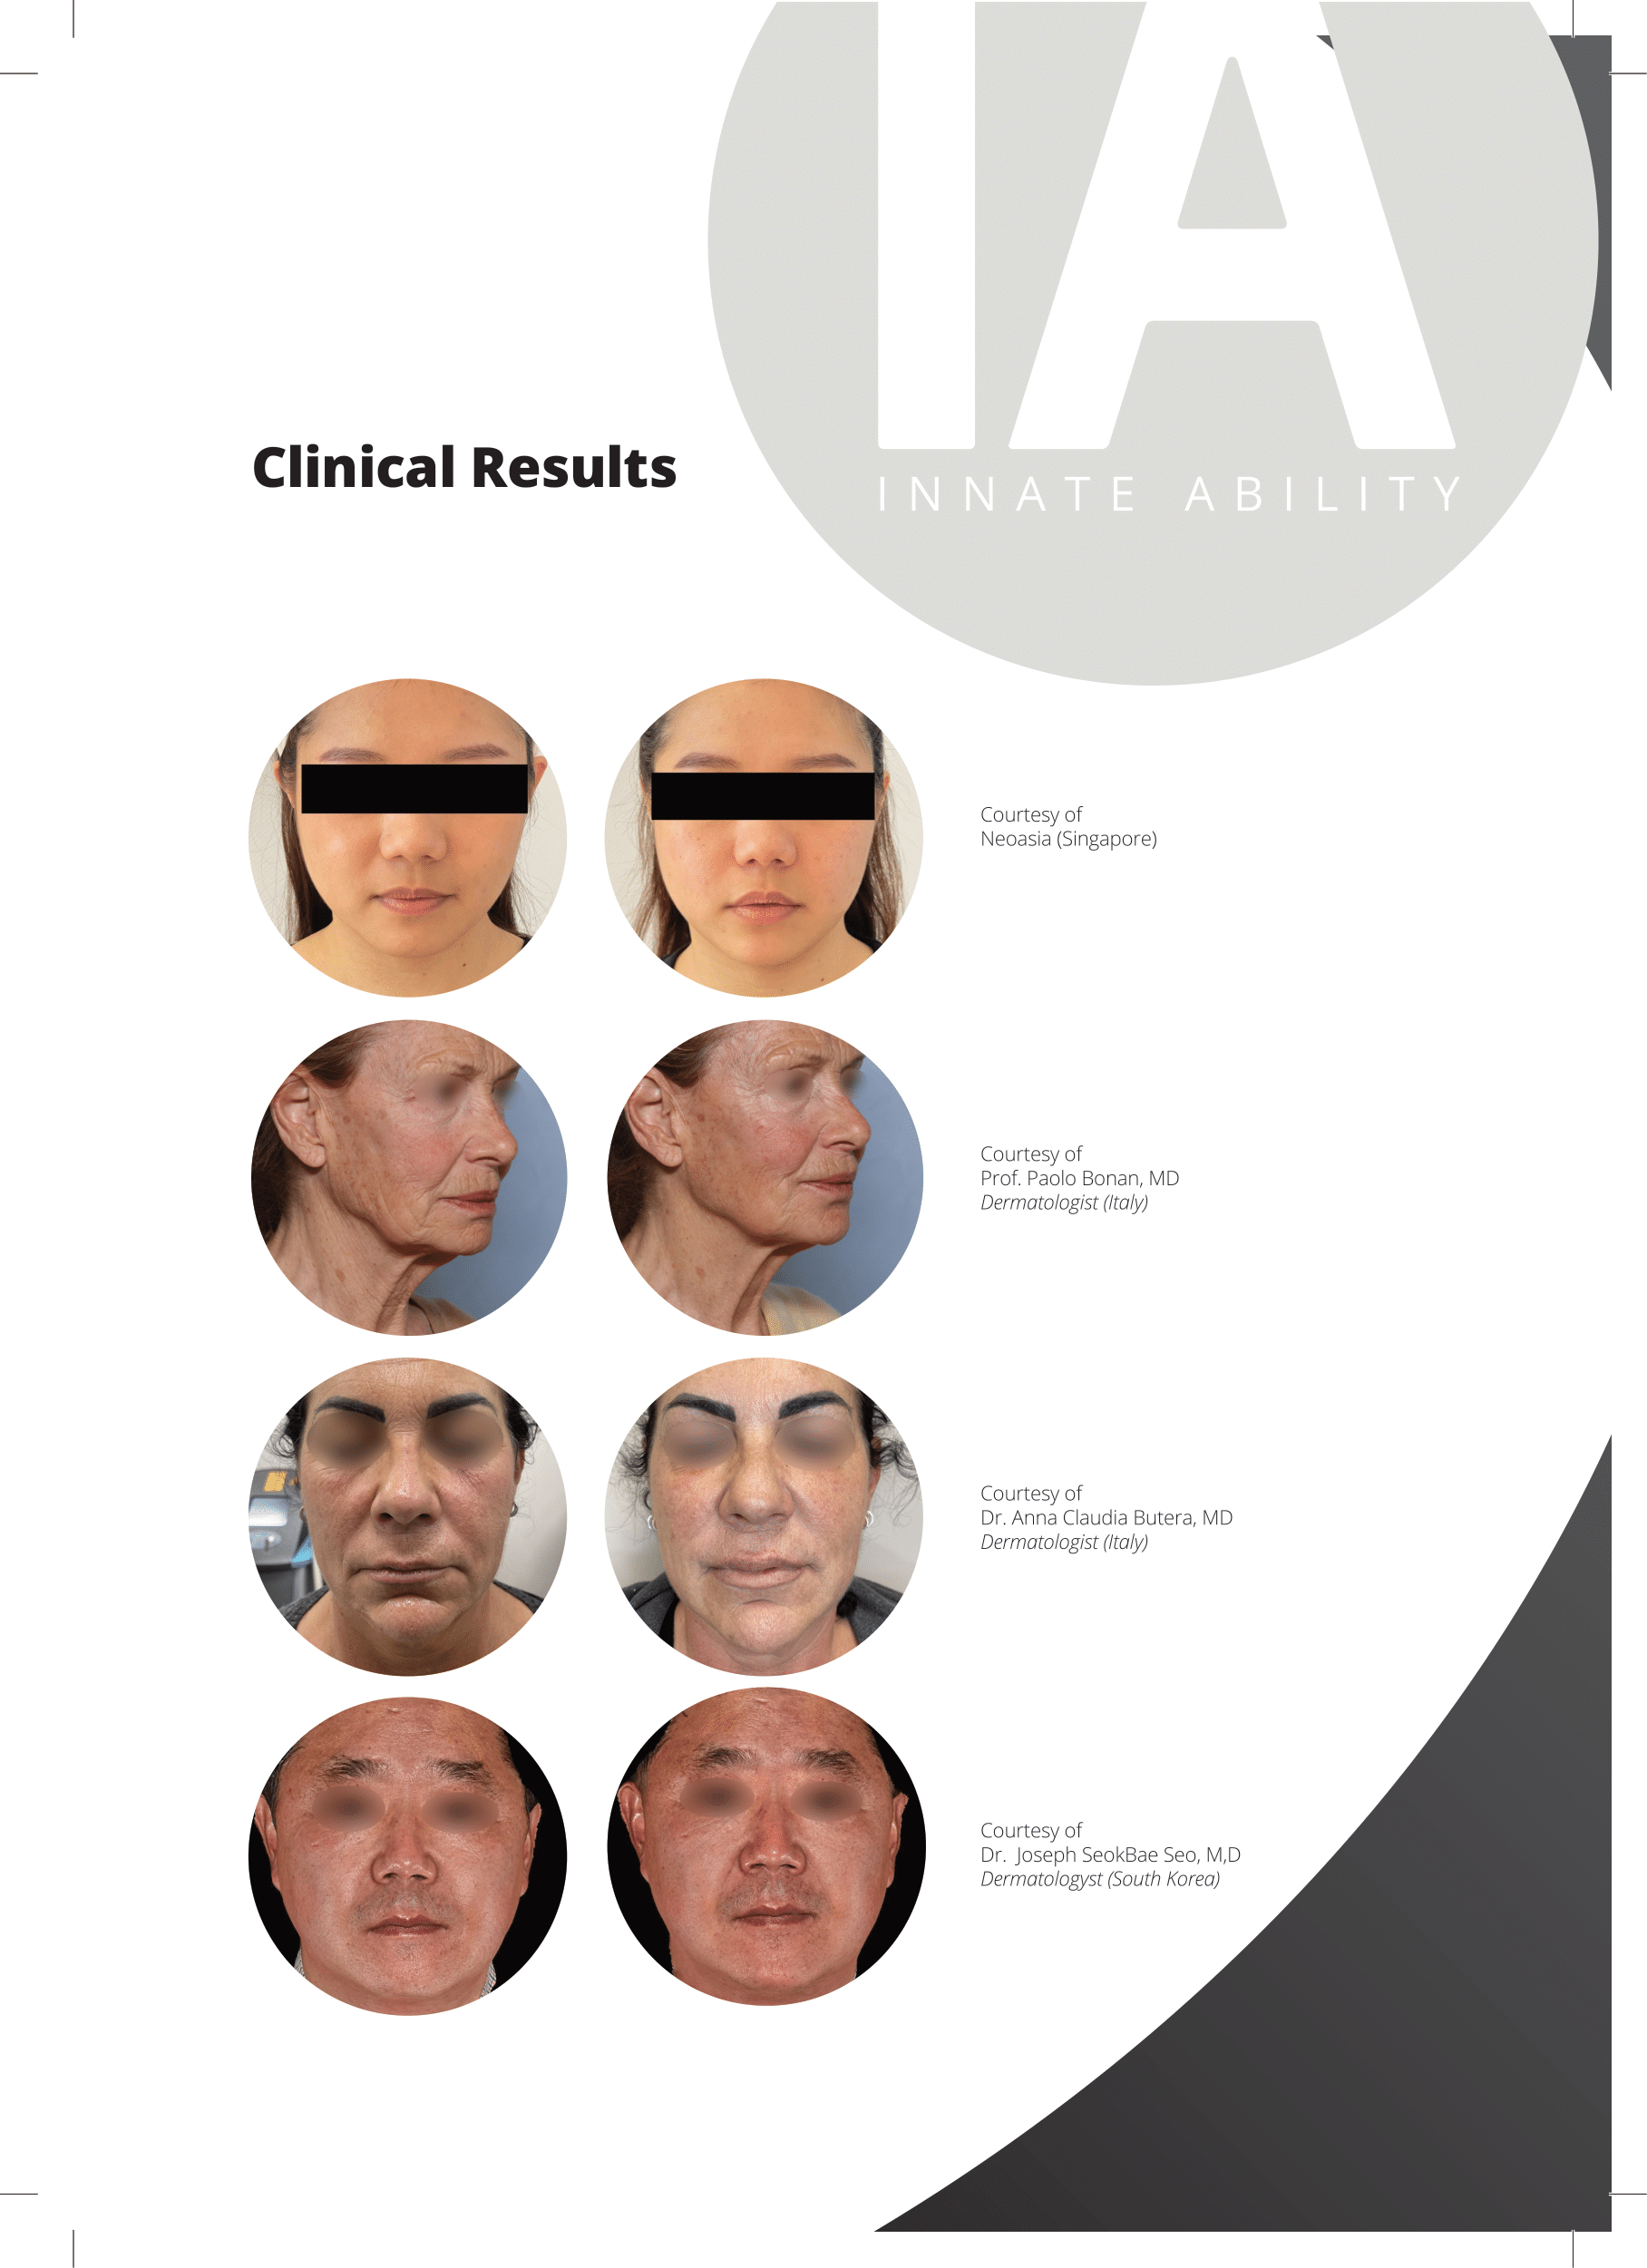 IA
INNATE ABILITY
Clinical Results
Courtesy of
Neoasia (Singapore)
Courtesy of
Prof. Paolo Bonan, MD
Dermatologist (Italy)
Courtesy of
Dr. Anna Claudia Butera, MD
Dermatologist (Italy)
Courtesy of
Dr.  Joseph SeokBae Seo, M,D
Dermatologyst (South Korea)